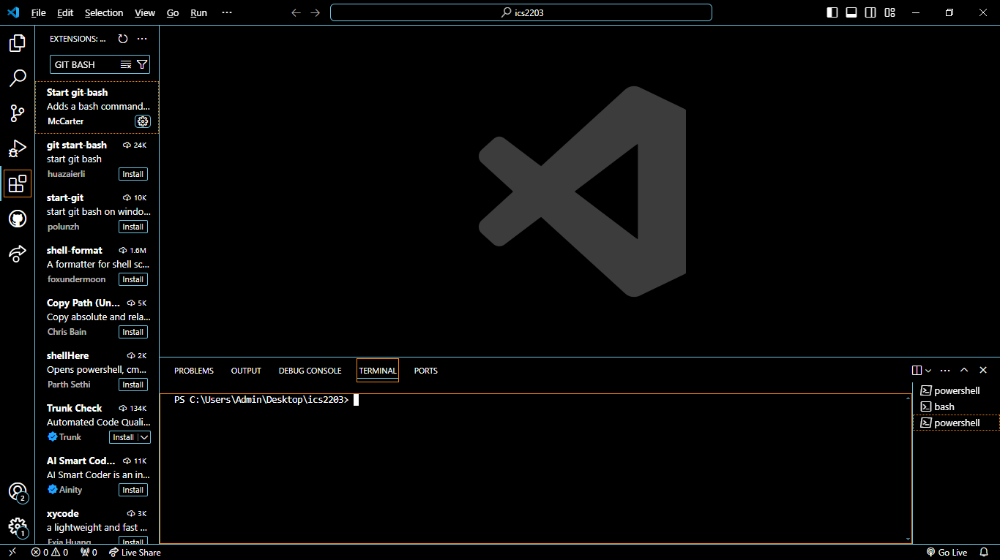 File Edit Selection View Go Run ···
ics2203
EXTENSIONS: ... ···
GIT BASH
Start git-bash
Adds a bash command...
McCarter
git start-bash 24K
start git bash
huazaierli Install
start-git 10K
start git bash on windo...
polunzh Install
shell-format 1.6M
A formatter for shell sc...
foxundermoon Install
Copy Path (Un... 5K
Copy absolute and rela...
Chris Bain Install
shellHere 2K
Opens powershell, cm...
Parth Sethi Install
Trunk Check 134K
Automated Code Quali...
Trunk Install
AI Smart Cod... 11K
AI Smart Coder is an in...
Ainity Install
xycode 3K
a lightweight and fast ...
Exia Huang Install
2
1
PROBLEMS OUTPUT DEBUG CONSOLE TERMINAL PORTS
PS C:\Users\Admin\Desktop\ics2203>
powershell
bash
powershell
0 0 0 Live Share Go Live